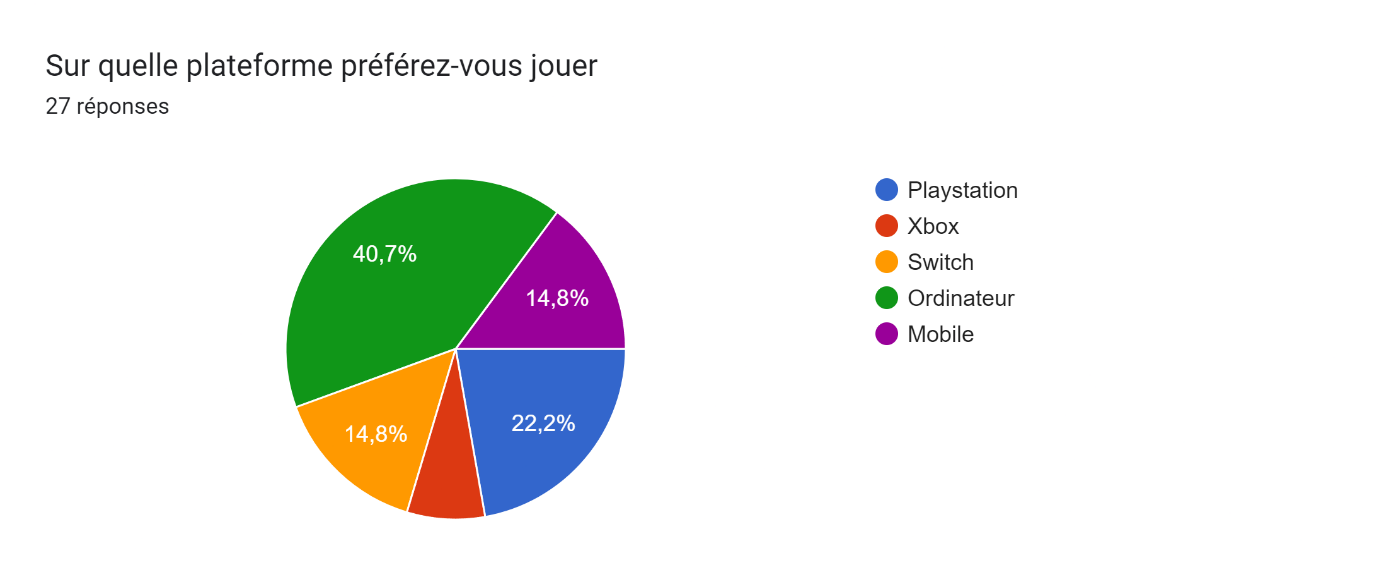 Sur quelle plateforme préférez-vous jouer
27 réponses
40,7%
14,8%
14,8%
22,2%
Playstation
Xbox
Switch
Ordinateur
Mobile